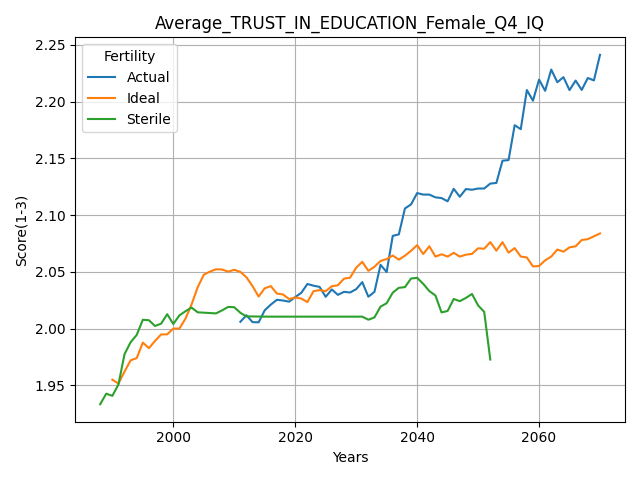 Average_TRUST_IN_EDUCATION_Female_Q4_IQ
Fertility
Actual
Ideal
Sterile
Score(1-3)
2.25
2.20
2.15
2.10
2.05
2.00
1.95
2000
2020
2040
2060
Years